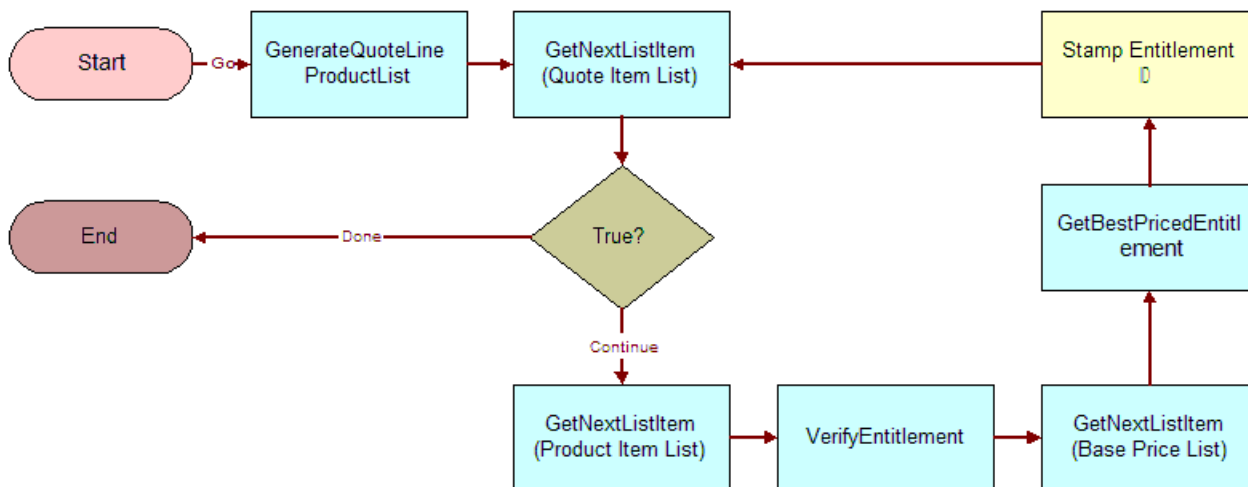 Start
Go
GenerateQuoteLine
ProductList
GetNextListItem
(Quote Item List)
Stamp Entitlement
End
Done
True?
GetBestPricedEntitl
ement
Continue
GetNextListItem
(Product Item List)
VerifyEntitlement
GetNextListItem
(Base Price List)